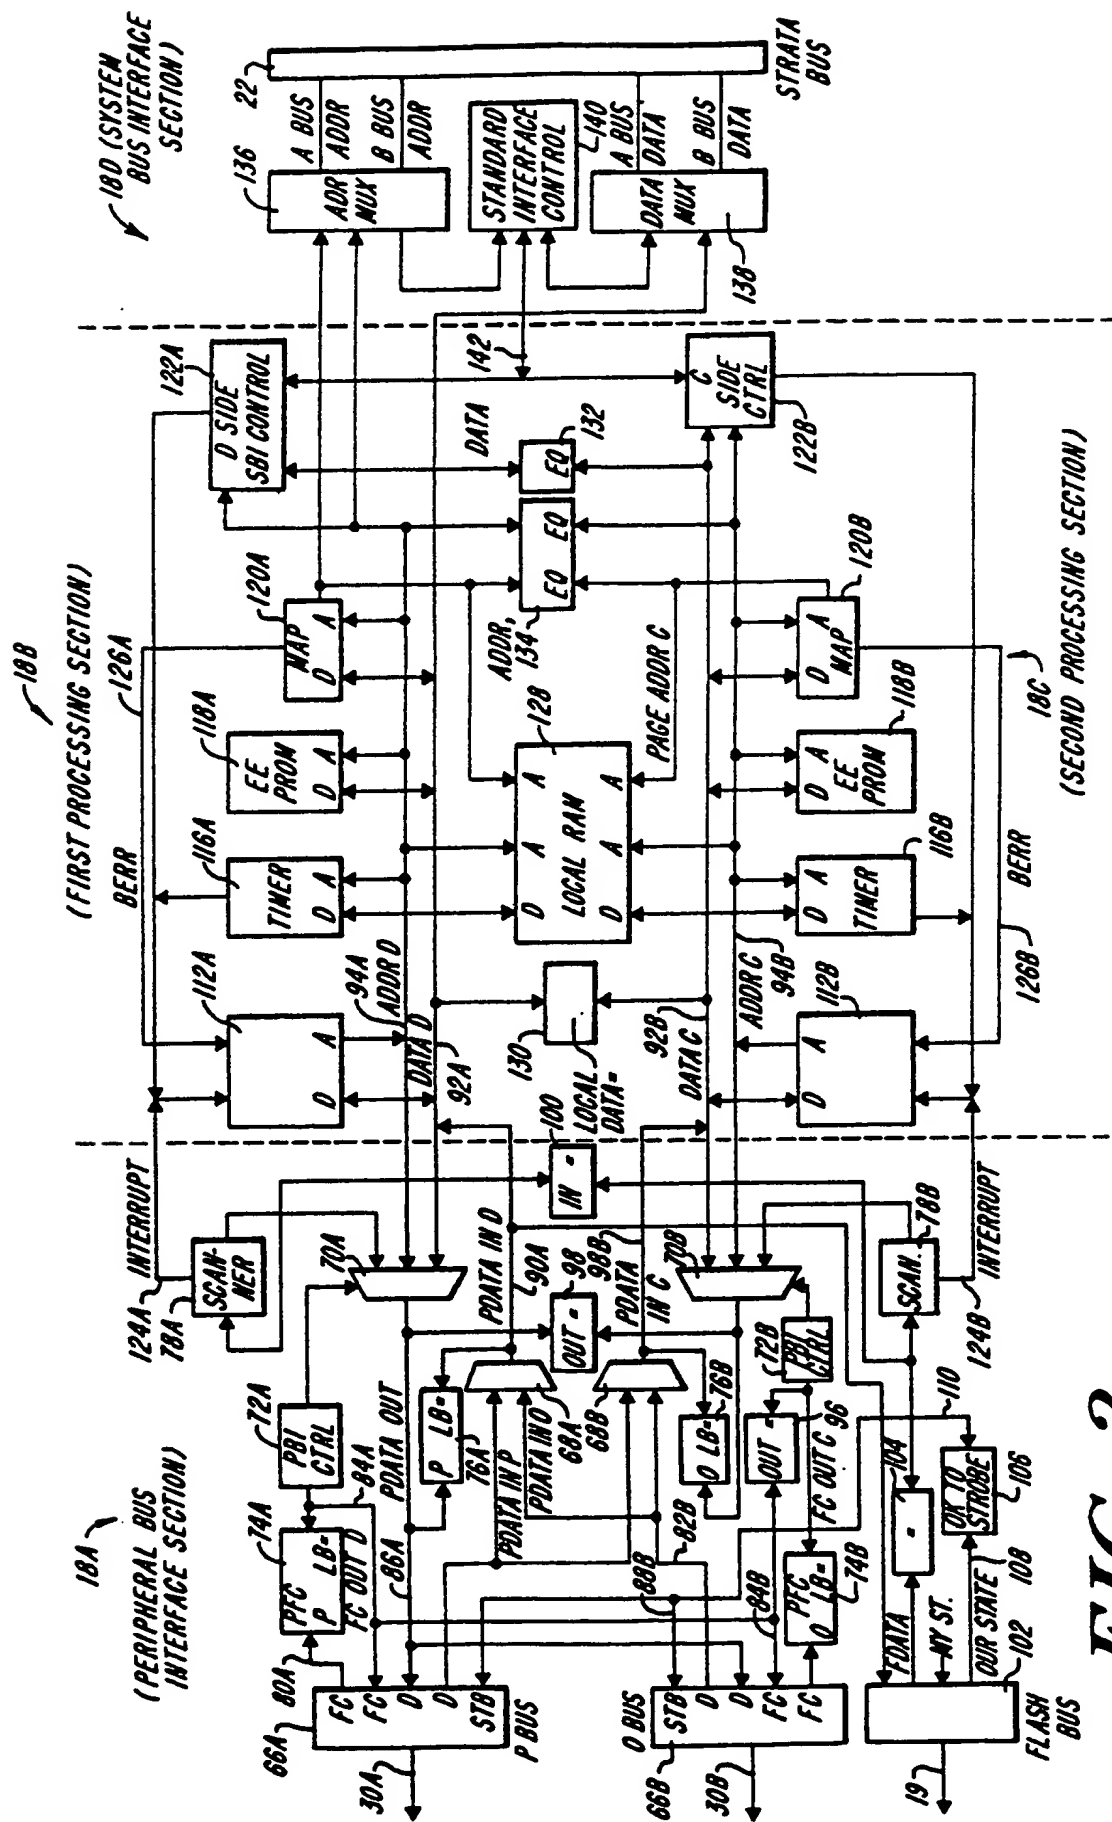 18A
(PERIPHERAL BUS
INTERFACE SECTION)
18B
(FIRST PROCESSING SECTION)
18D (SYSTEM
BUS INTERFACE
SECTION)
124A
INTERRUPT
78A
SCAN-
NER
72A
PBI
CTRL
84A
74A
PFC
P LB=
FC OUT D
80A
66A
FC
FC
D
D
STB
P BUS
30A
86A
PDATA OUT
70A
P LB=
76A
PDATA IN P
PDATA IN O
68A
PDATA IN D
90A
OUT =
98
98B
PDATA
IN C
68B
70B
IN =
100
88B
82B
O LB=
76B
72B
PBI
CTRL
OUT =
96
FC OUT C
O BUS
STB
D
D
FC
FC
66B
30B
84B
PFC
O LB=
74B
=
104
FDATA
MY ST.
OUR STATE
108
OK TO
STROBE
106
110
102
FLASH
BUS
19
SCAN.
78B
124B
INTERRUPT
BERR
126A
112A
D A
94A
ADDR D
DATA D
92A
116A
TIMER
D A
118A
EE
PROM
D A
120A
MAP
D A
122A
D SIDE
SBI CONTROL
130
LOCAL
DATA=
128
D A A
LOCAL RAM
D A A
ADDR,
134
EQ EQ
DATA
EQ
132
142
PAGE ADDR C
92B
DATA C
ADDR C
94B
112B
D A
D A
TIMER
116B
D A
EE
PROM
118B
D A
MAP
120B
C
SIDE
CTRL
122B
BERR
126B
18C
(SECOND PROCESSING SECTION)
136
ADR
MUX
A BUS
ADDR
B BUS
ADDR
22
STANDARD
INTERFACE
CONTROL
140
DATA
MUX
138
A BUS
DATA
B BUS
DATA
STRATA
BUS